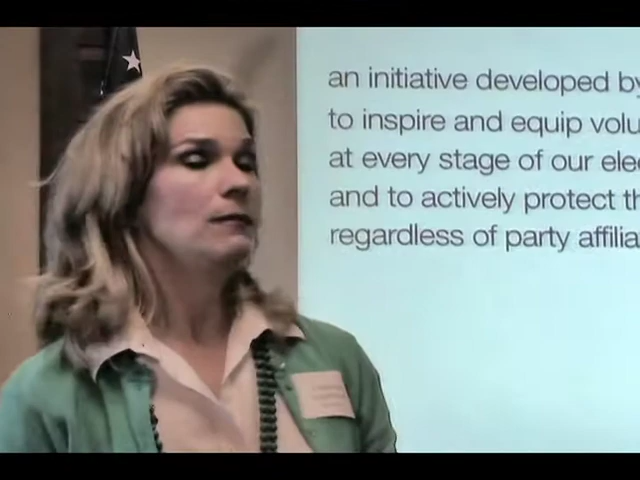 an initiative developed by
to inspire and equip volu
at every stage of our elec
and to actively protect th
regardless of party affilia